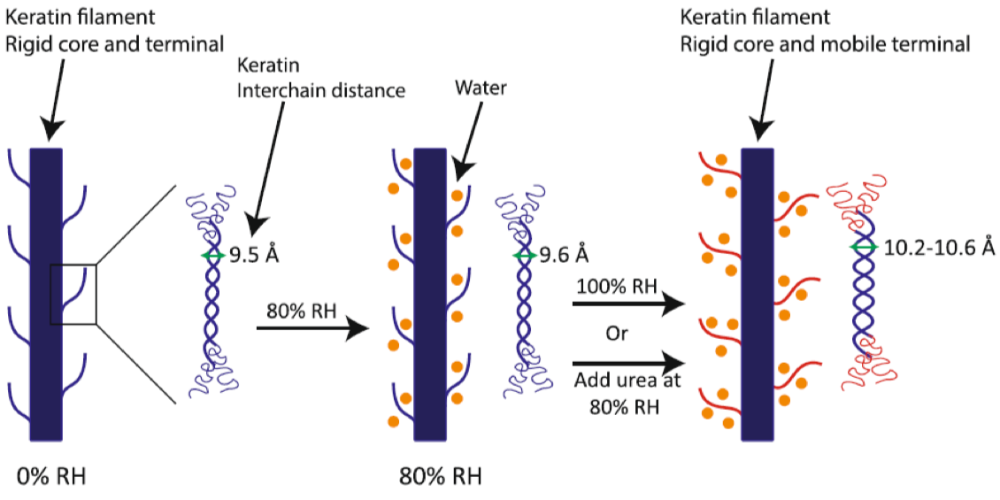 Keratin filament
Rigid core and terminal
Keratin
Interchain distance
Water
Keratin filament
Rigid core and mobile terminal
9.5 Å
80% RH
9.6 Å
100% RH
Or
Add urea at
80% RH
10.2-10.6 Å
0% RH
80% RH